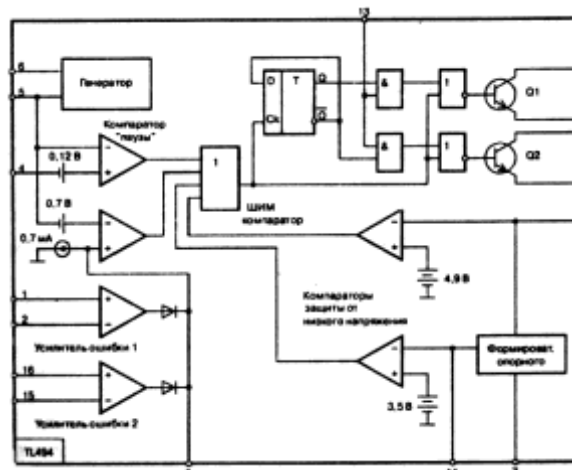 13
6
Генератор
5
D
T
Q
&
1
Q1
Компаратор
"паузы"
Ck
Q
0,12 В
4
1
&
1
Q2
0,7 В
ШИМ
компаратор
0,7 мА
4,9 В
1
2
Компараторы
защиты от
низкого напряжения
Усилитель ошибки 1
Формироват.
опорного
16
15
3,5 В
Усилитель ошибки 2
TL494